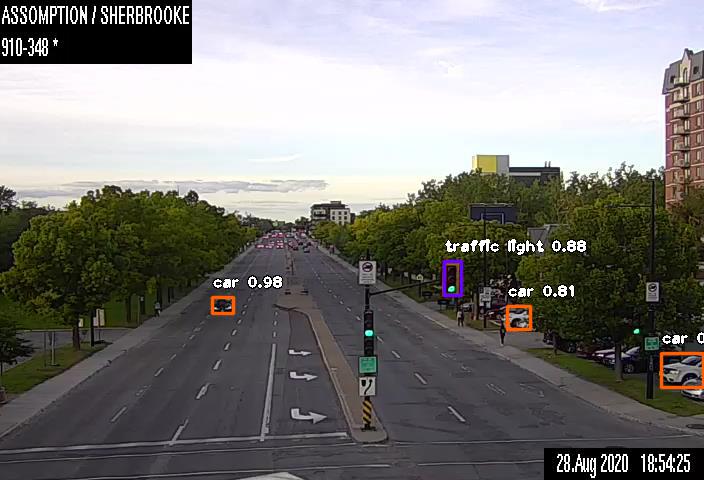 ASSOMPTION / SHERBROOKE
910-348 *
traffic light 0.88
car 0.98
car 0.81
car 0
28.Aug 2020 18:54:25